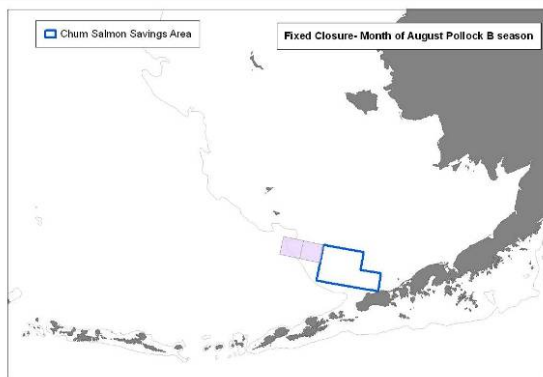 Chum Salmon Savings Area
Fixed Closure- Month of August Pollock B season